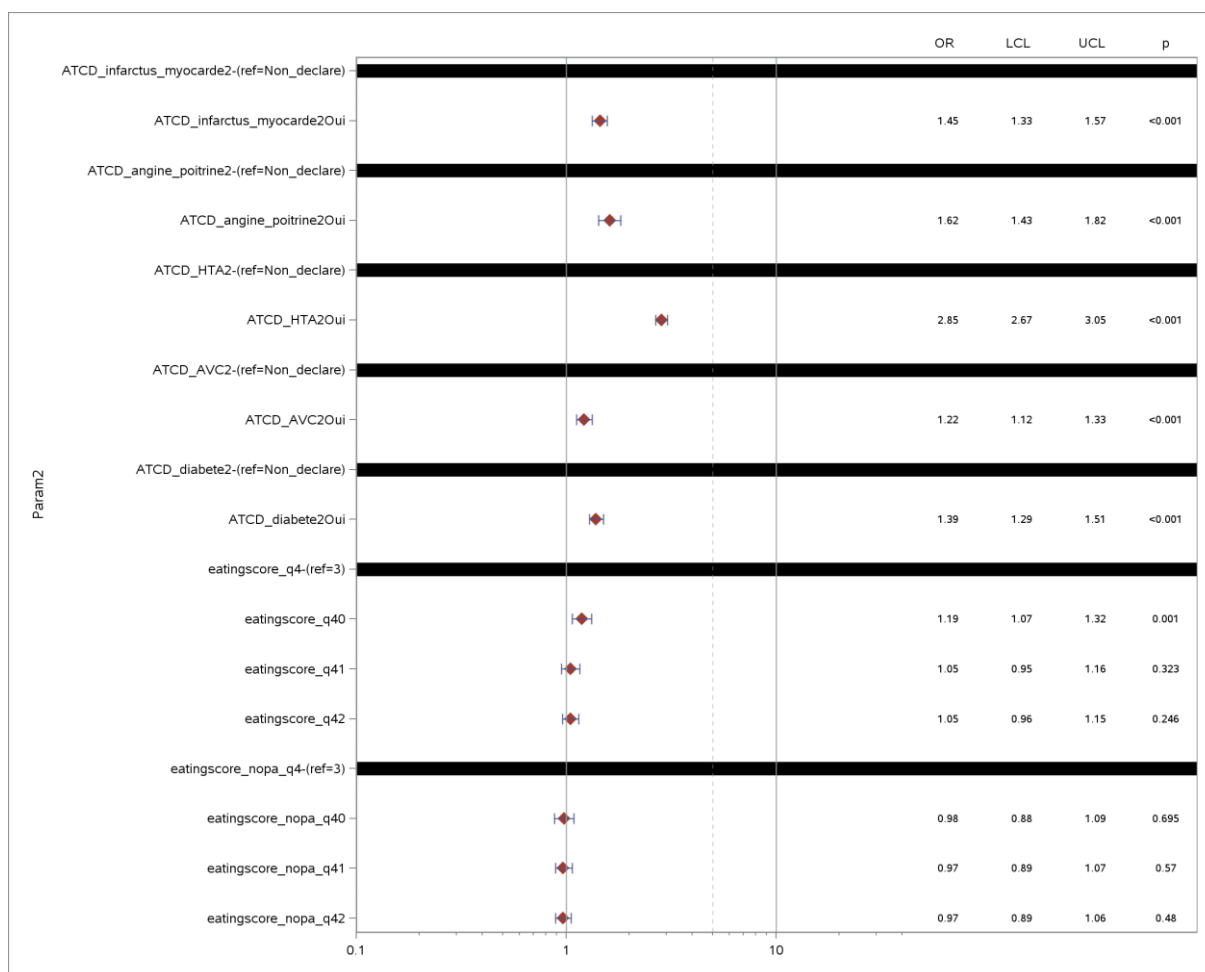 OR LCL UCL p
ATCD_infarctus_myocarde2-(ref=Non_declare)
ATCD_infarctus_myocarde2Oui 1.45 1.33 1.57 <0.001
ATCD_angine_poitrine2-(ref=Non_declare)
ATCD_angine_poitrine2Oui 1.62 1.43 1.82 <0.001
ATCD_HTA2-(ref=Non_declare)
ATCD_HTA2Oui 2.85 2.67 3.05 <0.001
ATCD_AVC2-(ref=Non_declare)
ATCD_AVC2Oui 1.22 1.12 1.33 <0.001
ATCD_diabete2-(ref=Non_declare)
Param2
ATCD_diabete2Oui 1.39 1.29 1.51 <0.001
eatingscore_q4-(ref=3)
eatingscore_q40 1.19 1.07 1.32 0.001
eatingscore_q41 1.05 0.95 1.16 0.323
eatingscore_q42 1.05 0.96 1.15 0.246
eatingscore_nopa_q4-(ref=3)
eatingscore_nopa_q40 0.98 0.88 1.09 0.695
eatingscore_nopa_q41 0.97 0.89 1.07 0.57
eatingscore_nopa_q42 0.97 0.89 1.06 0.48
0.1 1 10